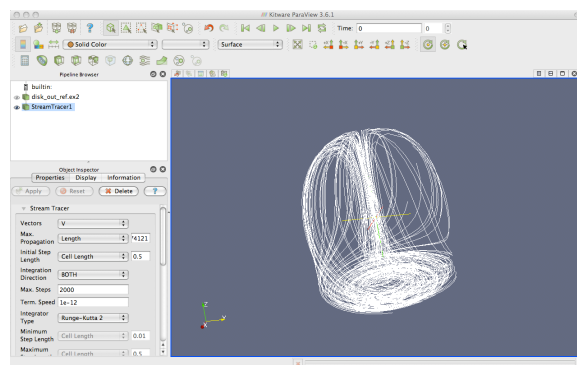 Kitware ParaView 3.6.1
Time: 0 0
Solid Color Surface
Pipeline Browser
builtin:
disk_out_ref.ex2
StreamTracer1
Object Inspector
Properties Display Information
Apply Reset Delete ?
Stream Tracer
Vectors V
Max.
Propagation Length *4121
Initial Step
Length Cell Length 0.5
Integration
Direction BOTH
Max. Steps 2000
Term. Speed 1e-12
Integrator
Type Runge-Kutta 2
Minimum
Step Length Cell Length 0.01
Maximum
Cell Length 0.5
Z
Y
X